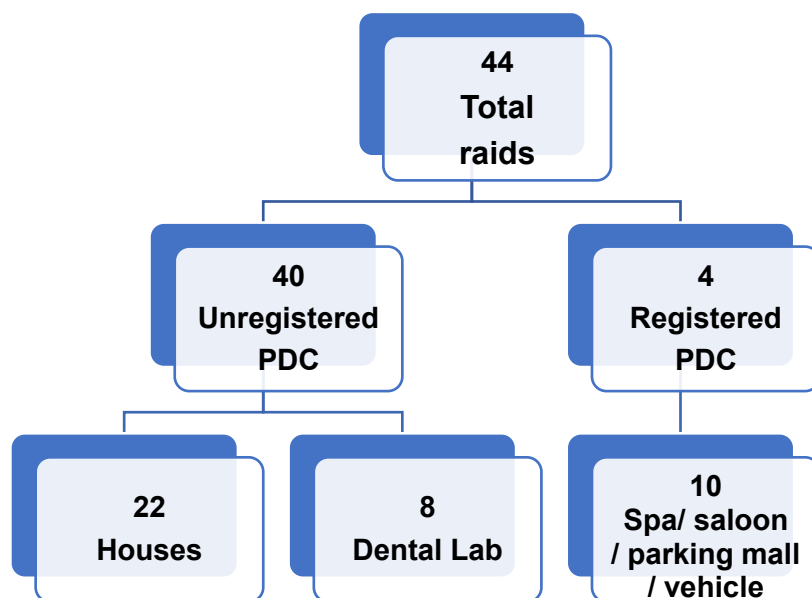 44
Total
raids
40
Unregistered
PDC
4
Registered
PDC
22
Houses
8
Dental Lab
10
Spa/ saloon
/ parking mall
/ vehicle